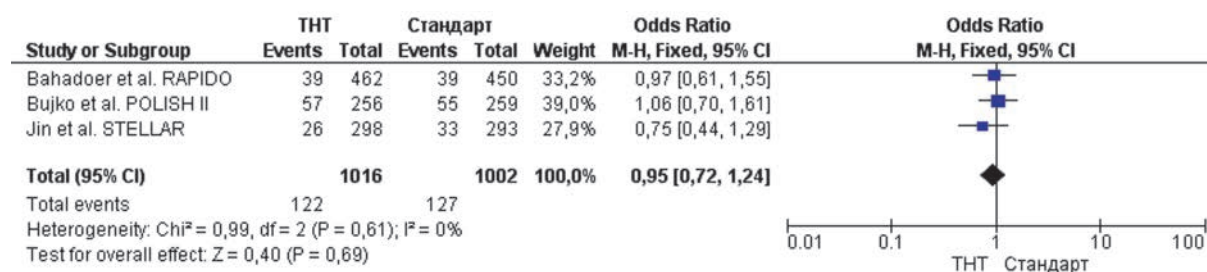 ТНТ Стандарт Odds Ratio Odds Ratio
Study or Subgroup Events Total Events Total Weight M-H, Fixed, 95% CI M-H, Fixed, 95% CI
Bahadoer et al. RAPIDO 39 462 39 450 33,2% 0,97 [0,61, 1,55]
Bujko et al. POLISH II 57 256 55 259 39,0% 1,06 [0,70, 1,61]
Jin et al. STELLAR 26 298 33 293 27,9% 0,75 [0,44, 1,29]
Total (95% CI) 1016 1002 100,0% 0,95 [0,72, 1,24]
Total events 122 127
Heterogeneity: Chi² = 0,99, df = 2 (P = 0,61); I² = 0%
Test for overall effect: Z = 0,40 (P = 0,69)
0.01 0.1 1 10 100
ТНТ Стандарт